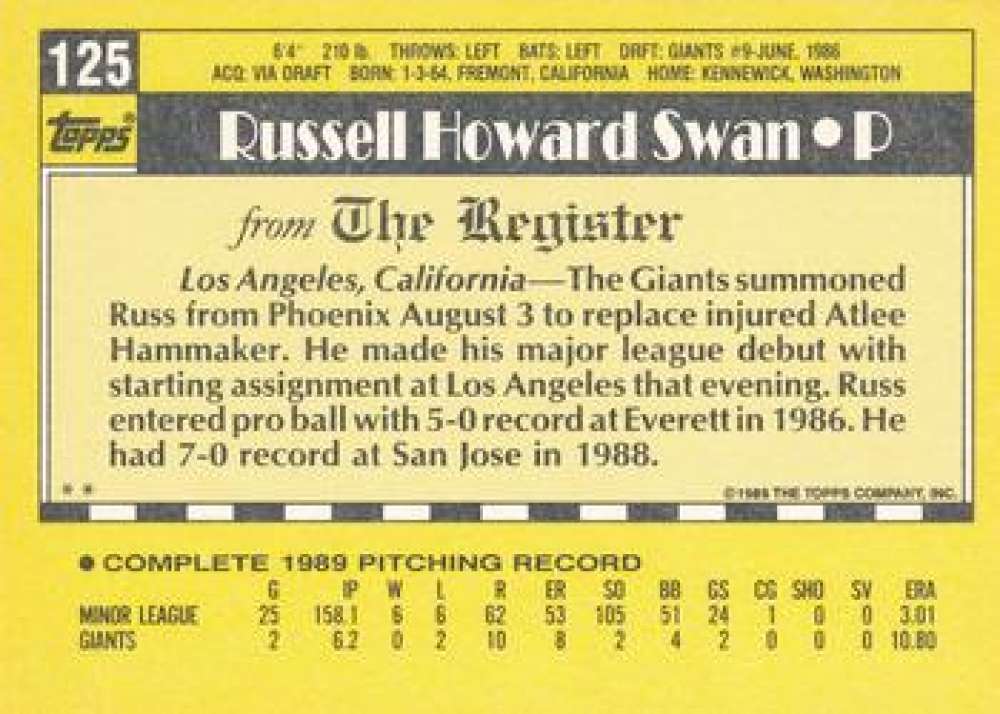 125
6'4" 210 lb. THROWS: LEFT BATS: LEFT DRFT: GIANTS #9-JUNE, 1986
ACQ: VIA DRAFT BORN: 1-3-64, FREMONT, CALIFORNIA HOME: KENNEWICK, WASHINGTON
topps®
Russell Howard Swan • P
from The Register
Los Angeles, California—The Giants summoned
Russ from Phoenix August 3 to replace injured Atlee
Hammaker. He made his major league debut with
starting assignment at Los Angeles that evening. Russ
entered pro ball with 5-0 record at Everett in 1986. He
had 7-0 record at San Jose in 1988.
* *
©1989 THE TOPPS COMPANY, INC.
• COMPLETE 1989 PITCHING RECORD
G IP W L R ER SO BB GS CG SHO SV ERA
MINOR LEAGUE 25 158.1 6 6 62 53 105 51 24 1 0 0 3.01
GIANTS 2 6.2 0 2 10 8 2 4 2 0 0 0 10.80